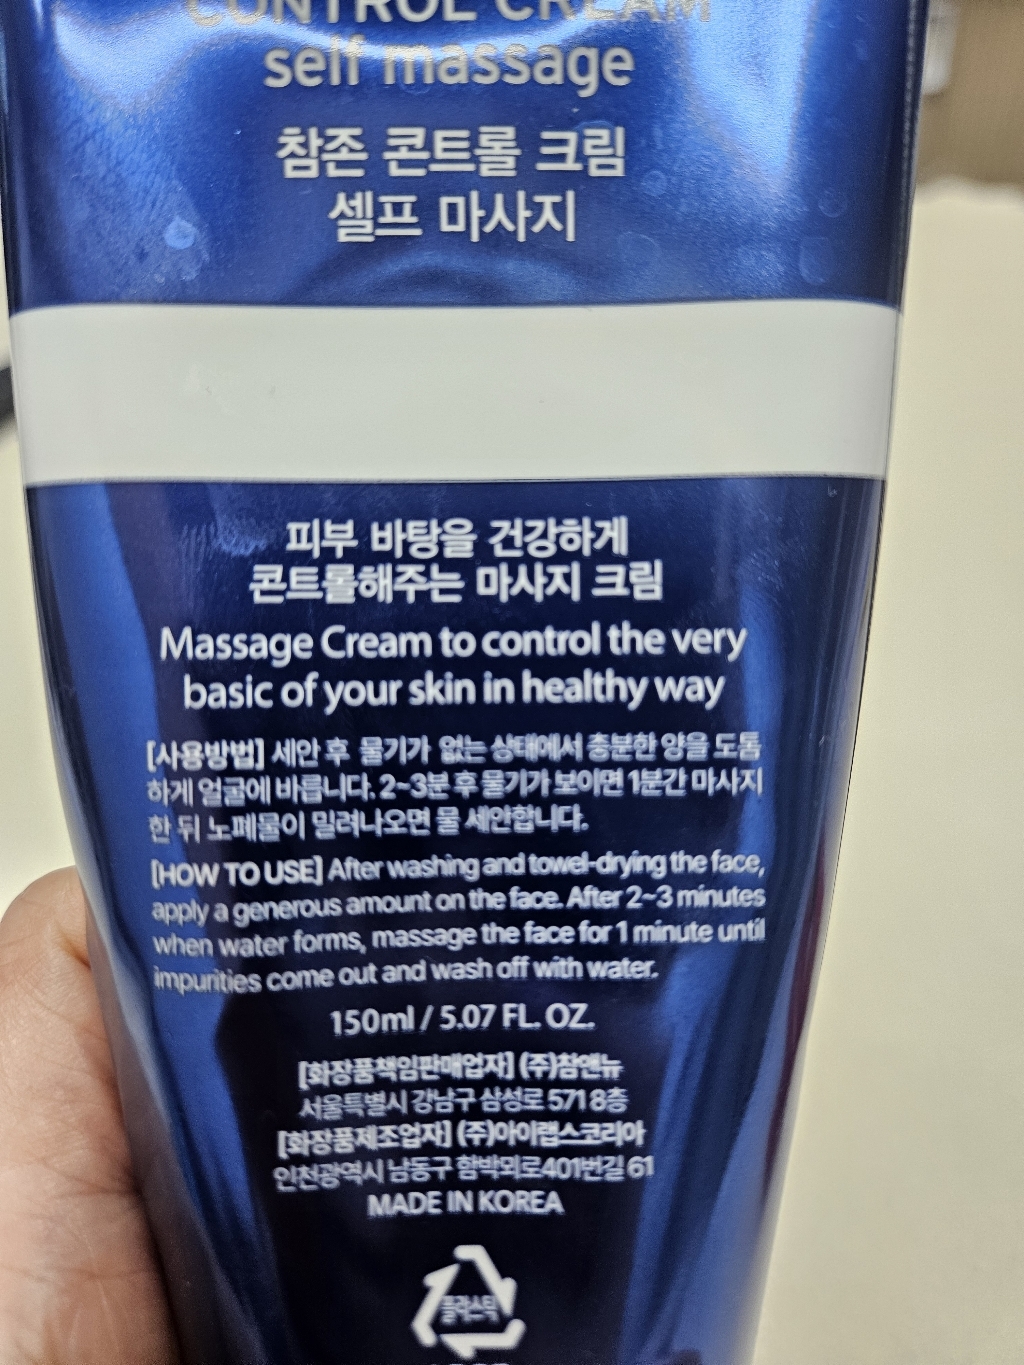 CONTROL CREAM
self massage
참존 콘트롤 크림
셀프 마사지
피부 바탕을 건강하게
콘트롤해주는 마사지 크림
Massage Cream to control the very
basic of your skin in healthy way
[사용방법] 세안 후 물기가 없는 상태에서 충분한 양을 도톰
하게 얼굴에 바릅니다. 2~3분 후 물기가 보이면 1분간 마사지
한 뒤 노폐물이 밀려나오면 물 세안합니다.
[HOW TO USE] After washing and towel-drying the face,
apply a generous amount on the face. After 2~3 minutes
when water forms, massage the face for 1 minute until
impurities come out and wash off with water.
150ml / 5.07 FL. OZ.
[화장품책임판매업자] (주)참앤뉴
서울특별시 강남구 삼성로 571 8층
[화장품제조업자] (주)아이랩스코리아
인천광역시 남동구 함박뫼로401번길 61
MADE IN KOREA
플라스틱